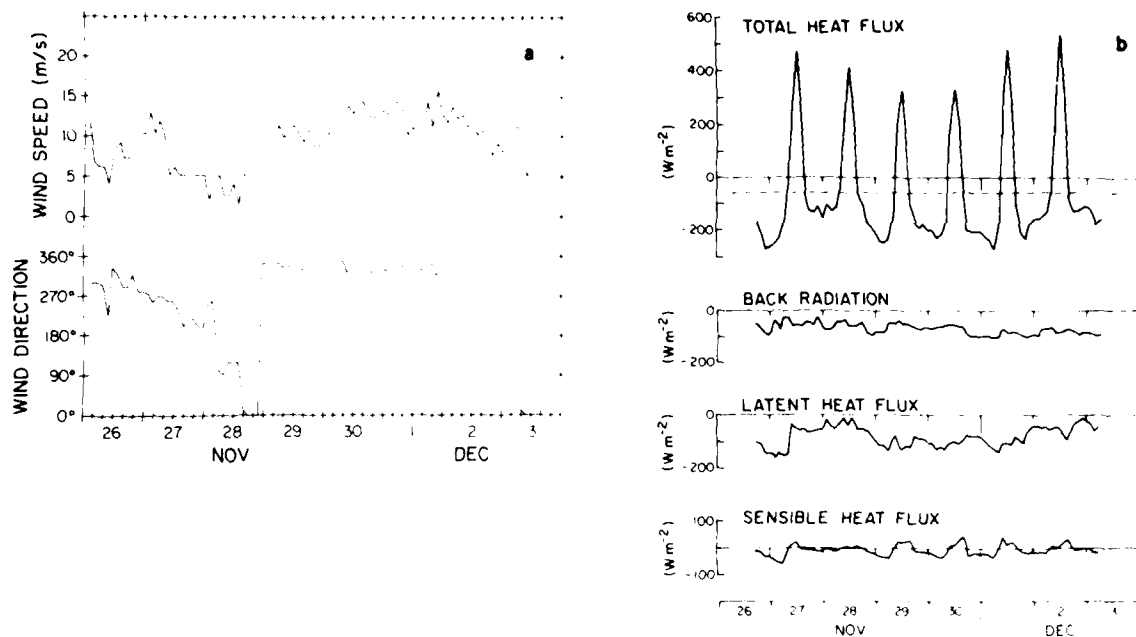 a
WIND SPEED (m/s)
20
15
10
5
0
WIND DIRECTION
360°
270°
180°
90°
0°
26 27 28 29 30 1 2 3
NOV DEC
b
TOTAL HEAT FLUX
(Wm⁻²)
600
400
200
0
-200
BACK RADIATION
(Wm⁻²)
0
-200
LATENT HEAT FLUX
(Wm⁻²)
0
-200
SENSIBLE HEAT FLUX
(Wm⁻²)
100
-100
26 27 28 29 30 2
NOV DEC